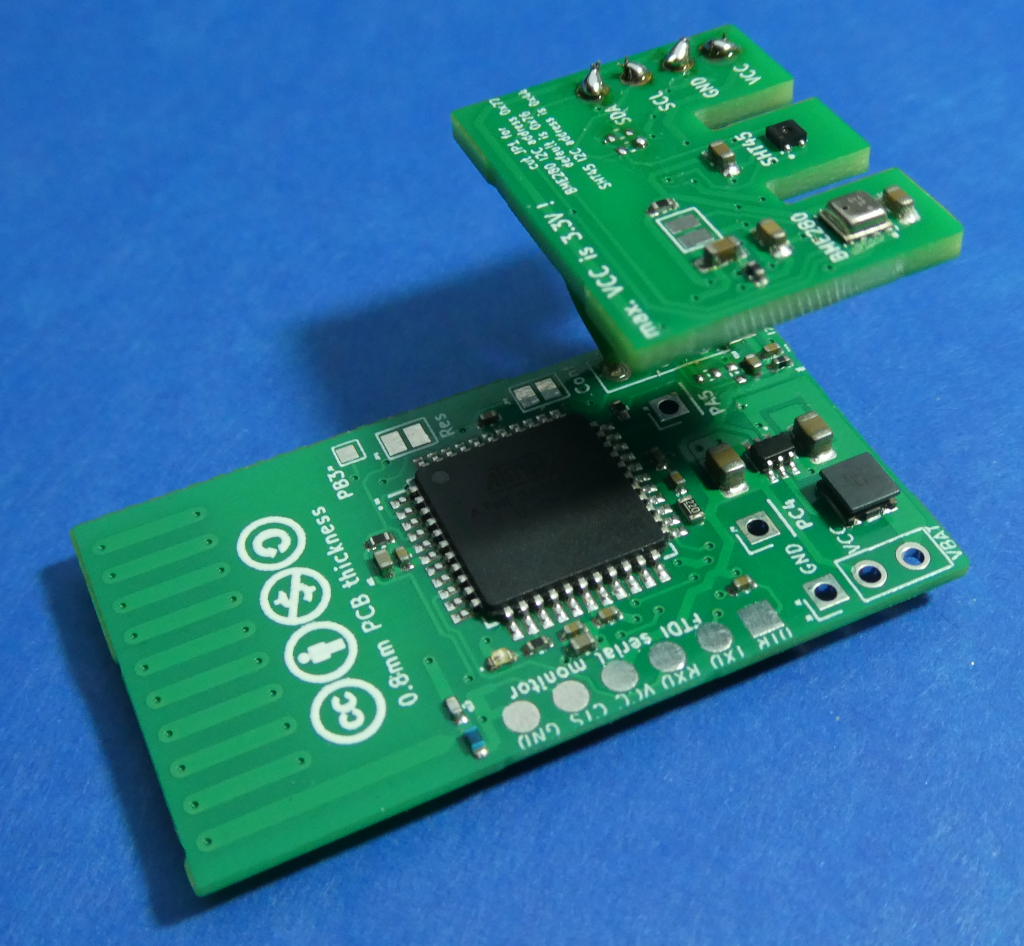 VCC
GND
SCL
SDA
SHT45
BME280
Cut JP1 for
BME280 I2C address 0x77
default is 0x76
SHT45 I2C address is 0x44
max. VCC is 3.3V !
PA5
Res
PB3
PC4
VCC
VBAT
GND
0.8mm PCB thickness
cc
FTDI serial monitor
DTR TXD RXD VCC CTS GND